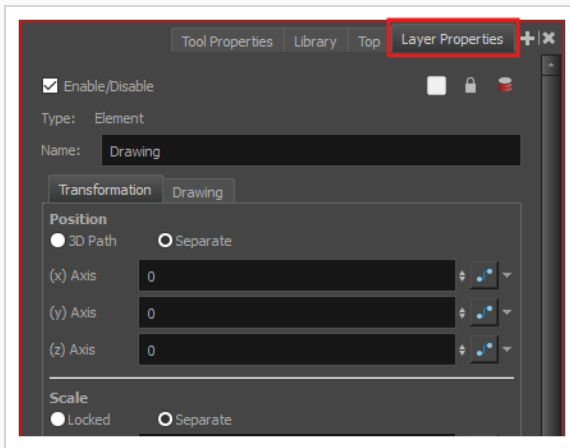 Tool Properties Library Top Layer Properties
Enable/Disable
Type: Element
Name: Drawing
Transformation Drawing
Position
3D Path Separate
(x) Axis 0
(y) Axis 0
(z) Axis 0
Scale
Locked Separate